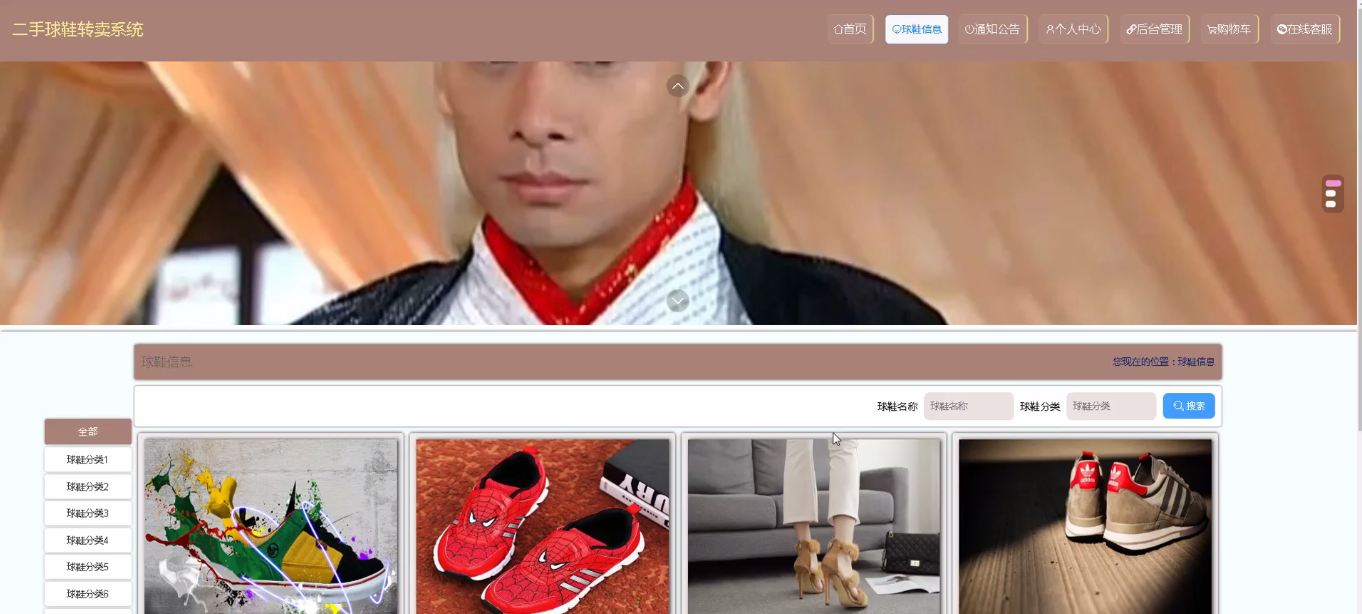 二手球鞋转卖系统
首页 球鞋信息 通知公告 个人中心 后台管理 购物车 在线客服
球鞋信息
您现在的位置：球鞋信息
球鞋名称 球鞋名称 球鞋分类 球鞋分类 搜索
全部
球鞋分类1
球鞋分类2
球鞋分类3
球鞋分类4
球鞋分类5
球鞋分类6